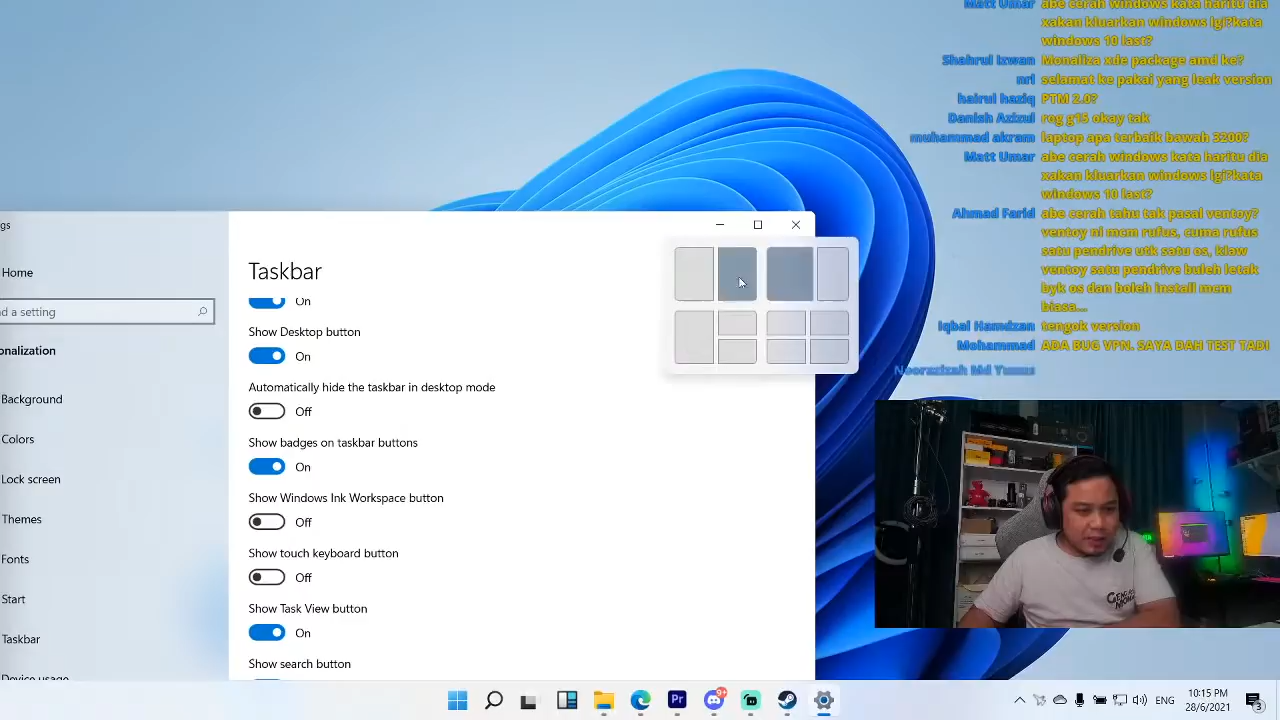 Matt Umar abe cerah windows kata haritu dia
xakan kluarkan windows lgi?kata
windows 10 last?
Shahrul Izwan Monaliza xde package amd ke?
nrl selamat ke pakai yang leak version
hairul haziq PTM 2.0?
Danish Azizul rog g15 okay tak
muhammad akram laptop apa terbaik bawah 3200?
Matt Umar abe cerah windows kata haritu dia
xakan kluarkan windows lgi?kata
windows 10 last?
Ahmad Farid abe cerah tahu tak pasal ventoy?
ventoy ni mcm rufus, cuma rufus
satu pendrive utk satu os, klaw
ventoy satu pendrive buleh letak
byk os dan boleh install mcm
biasa...
Iqbal Hamdzan tengok version
Mohammad ADA BUG VPN. SAYA DAH TEST TADI
Noorazizah Md Yunus
gs
Home
d a setting
onalization
Background
Colors
Lock screen
Themes
Fonts
Start
Taskbar
Taskbar
On
Show Desktop button
On
Automatically hide the taskbar in desktop mode
Off
Show badges on taskbar buttons
On
Show Windows Ink Workspace button
Off
Show touch keyboard button
Off
Show Task View button
On
Show search button
Pr
9+
ENG
10:15 PM
28/6/2021
3